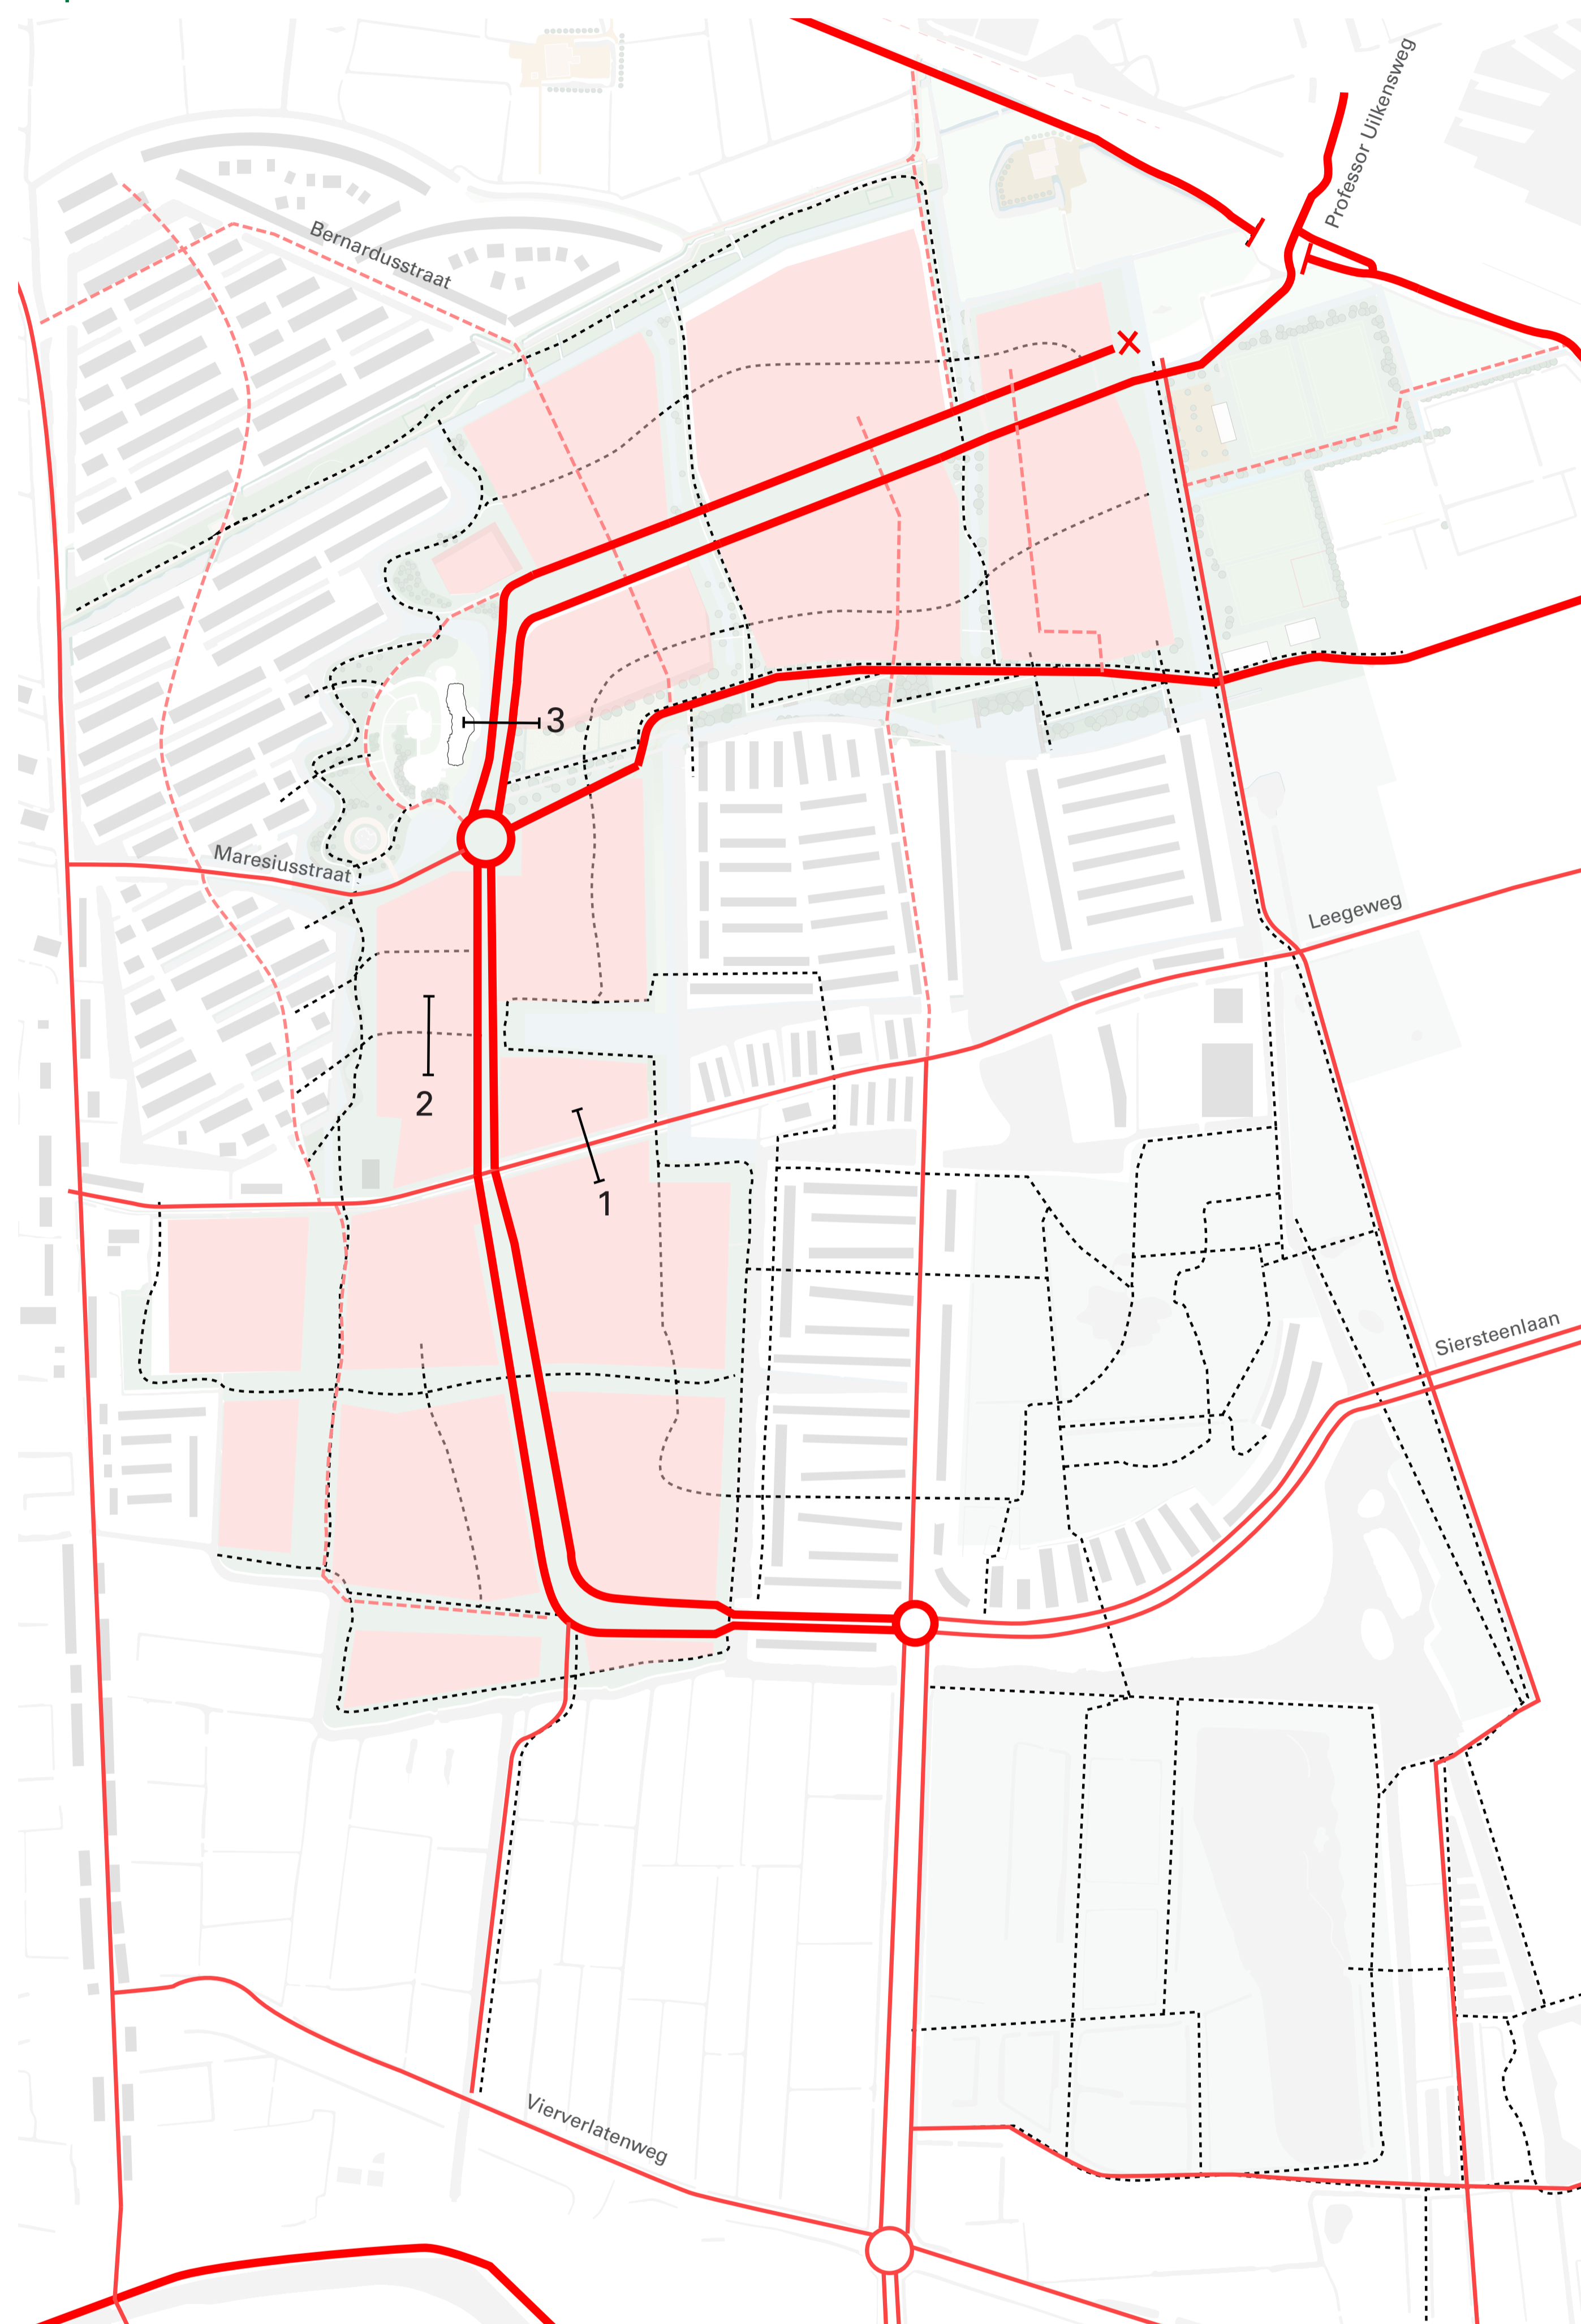 Professor Uilkensweg
Bernardusstraat
3
Maresiusstraat
Leegeweg
2
1
Siersteenlaan
Vierverlatenweg